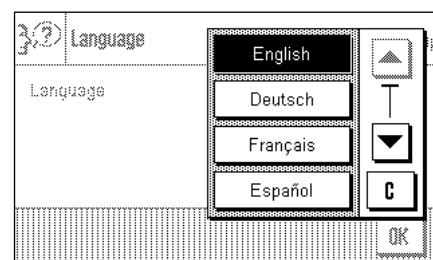 Language
English
Language
Deutsch
Français
Español
C
OK